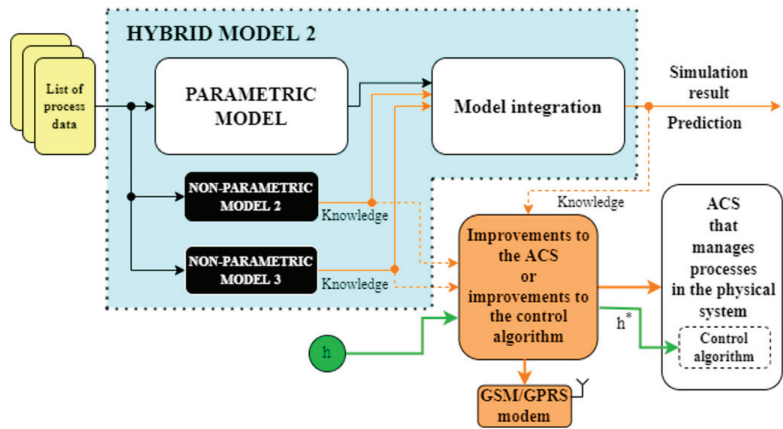 HYBRID MODEL 2
List of
process
data
PARAMETRIC
MODEL
Model integration
Simulation
result
Prediction
NON-PARAMETRIC
MODEL 2
Knowledge
NON-PARAMETRIC
MODEL 3
Knowledge
Knowledge
Improvements to
the ACS
or
improvements to
the control
algorithm
ACS
that
manages
processes
in the physical
system
Control
algorithm
h
h*
GSM/GPRS
modem